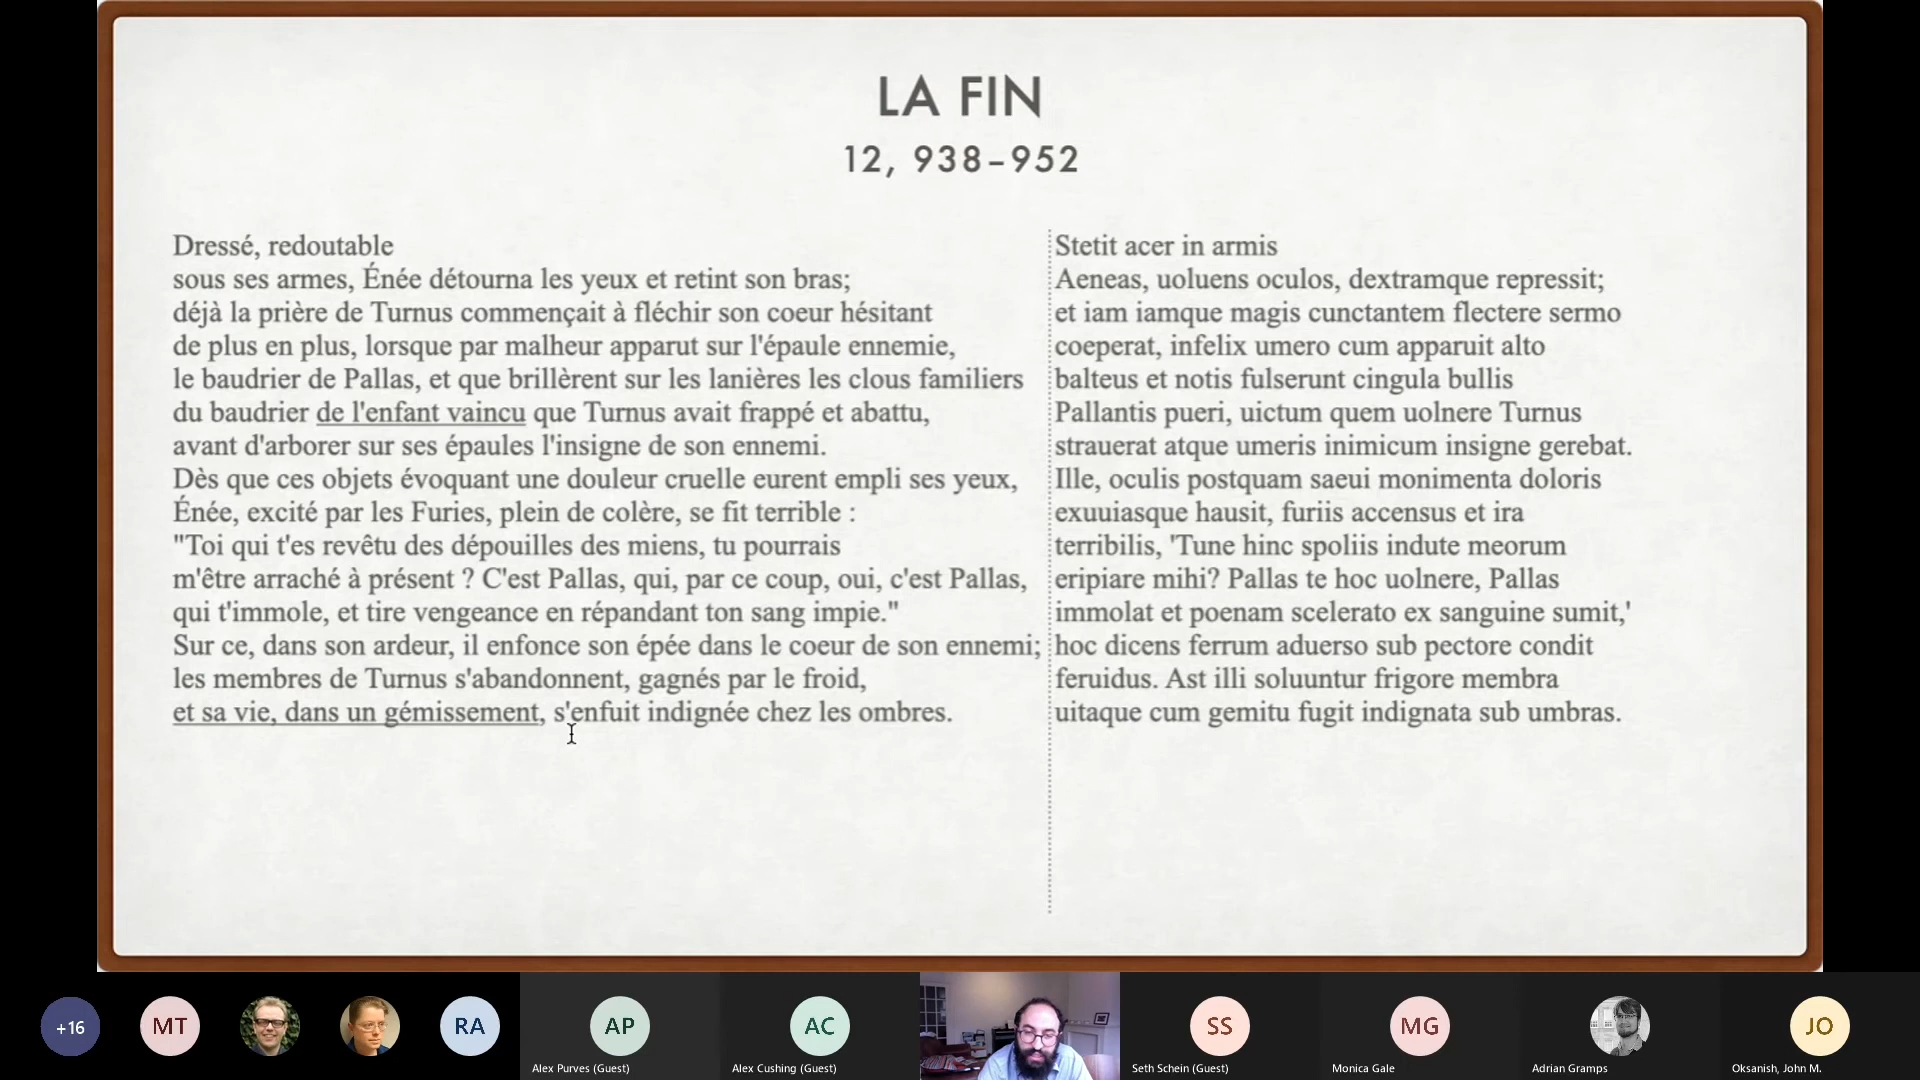 LA FIN
12, 938–952
Dressé, redoutable
sous ses armes, Énée détourna les yeux et retint son bras;
déjà la prière de Turnus commençait à fléchir son coeur hésitant
de plus en plus, lorsque par malheur apparut sur l'épaule ennemie,
le baudrier de Pallas, et que brillèrent sur les lanières les clous familiers
du baudrier de l'enfant vaincu que Turnus avait frappé et abattu,
avant d'arborer sur ses épaules l'insigne de son ennemi.
Dès que ces objets évoquant une douleur cruelle eurent empli ses yeux,
Énée, excité par les Furies, plein de colère, se fit terrible :
"Toi qui t'es revêtu des dépouilles des miens, tu pourrais
m'être arraché à présent ? C'est Pallas, qui, par ce coup, oui, c'est Pallas,
qui t'immole, et tire vengeance en répandant ton sang impie."
Sur ce, dans son ardeur, il enfonce son épée dans le coeur de son ennemi;
les membres de Turnus s'abandonnent, gagnés par le froid,
et sa vie, dans un gémissement, s'enfuit indignée chez les ombres.
Stetit acer in armis
Aeneas, uoluens oculos, dextramque repressit;
et iam iamque magis cunctantem flectere sermo
coeperat, infelix umero cum apparuit alto
balteus et notis fulserunt cingula bullis
Pallantis pueri, uictum quem uolnere Turnus
strauerat atque umeris inimicum insigne gerebat.
Ille, oculis postquam saeui monimenta doloris
exuuiasque hausit, furiis accensus et ira
terribilis, 'Tune hinc spoliis indute meorum
eripiare mihi? Pallas te hoc uolnere, Pallas
immolat et poenam scelerato ex sanguine sumit,'
hoc dicens ferrum aduerso sub pectore condit
feruidus. Ast illi soluuntur frigore membra
uitaque cum gemitu fugit indignata sub umbras.
+16
MT
RA
AP
Alex Purves (Guest)
AC
Alex Cushing (Guest)
SS
Seth Schein (Guest)
MG
Monica Gale
Adrian Gramps
JO
Oksanish, John M.